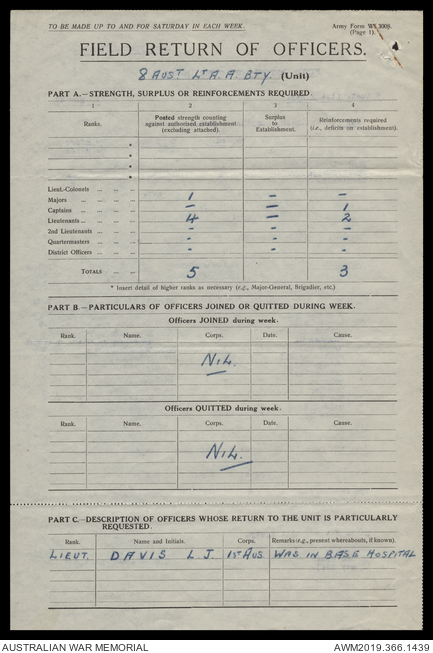 TO BE MADE UP TO AND FOR SATURDAY IN EACH WEEK.
Army Form W. 3008.
(Page 1).
FIELD RETURN OF OFFICERS.
8 AUST LT A.A BTY. (Unit)
PART A.—STRENGTH, SURPLUS OR REINFORCEMENTS REQUIRED.
1 2 3 4
Ranks. Posted strength counting against authorised establishment (excluding attached). Surplus to Establishment. Reinforcements required (i.e., deficits on establishment).
*
*
*
*
Lieut.-Colonels ... ... ...
Majors ... ... ... 1 – –
Captains ... ... ... – – 1
Lieutenants ... ... ... 4 – 2
2nd Lieutenants ... ... - - -
Quartermasters ... ... - - -
District Officers ... ... - - -
TOTALS ... ... 5 3
* Insert detail of higher ranks as necessary (e.g., Major-General, Brigadier, etc.)
PART B.—PARTICULARS OF OFFICERS JOINED OR QUITTED DURING WEEK.
Officers JOINED during week.
Rank. Name. Corps. Date. Cause.
NIL.
Officers QUITTED during week.
Rank. Name. Corps. Date. Cause.
NIL.
PART C.—DESCRIPTION OF OFFICERS WHOSE RETURN TO THE UNIT IS PARTICULARLY
REQUESTED.
Rank. Name and Initials. Corps. Remarks (e.g., present whereabouts, if known).
LIEUT. DAVIS L J. 1st AUS WAS IN BASE HOSPITAL
AUSTRALIAN WAR MEMORIAL
AWM2019.366.1439